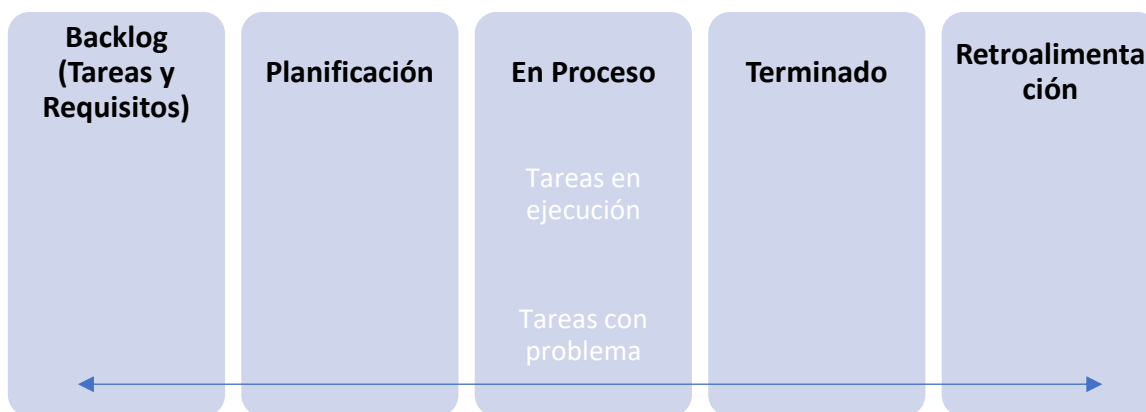 Backlog
(Tareas y
Requisitos)
Planificación
En Proceso
Tareas en
ejecución
Tareas con
problema
Terminado
Retroalimenta
ción